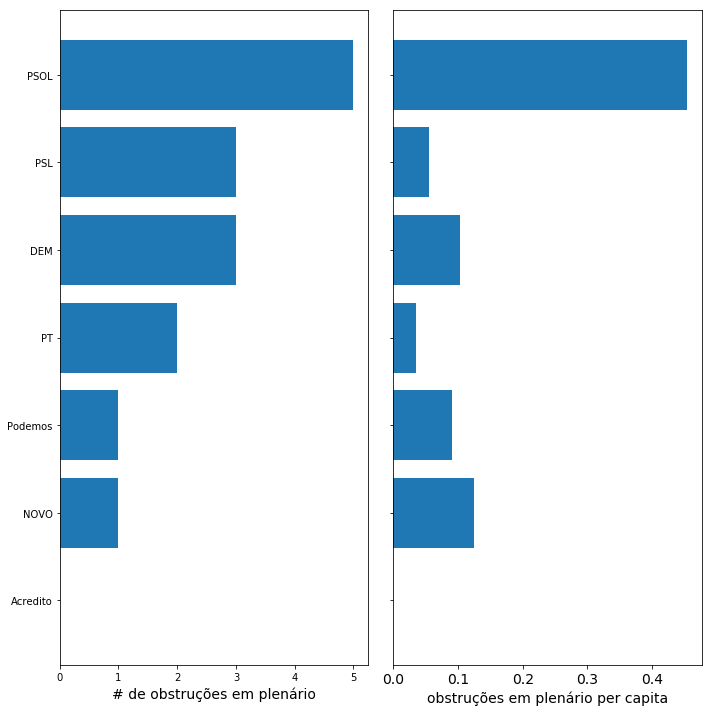 PSOL
PSL
DEM
PT
Podemos
NOVO
Acredito
0 1 2 3 4 5
# de obstruções em plenário
0.0 0.1 0.2 0.3 0.4
obstruções em plenário per capita